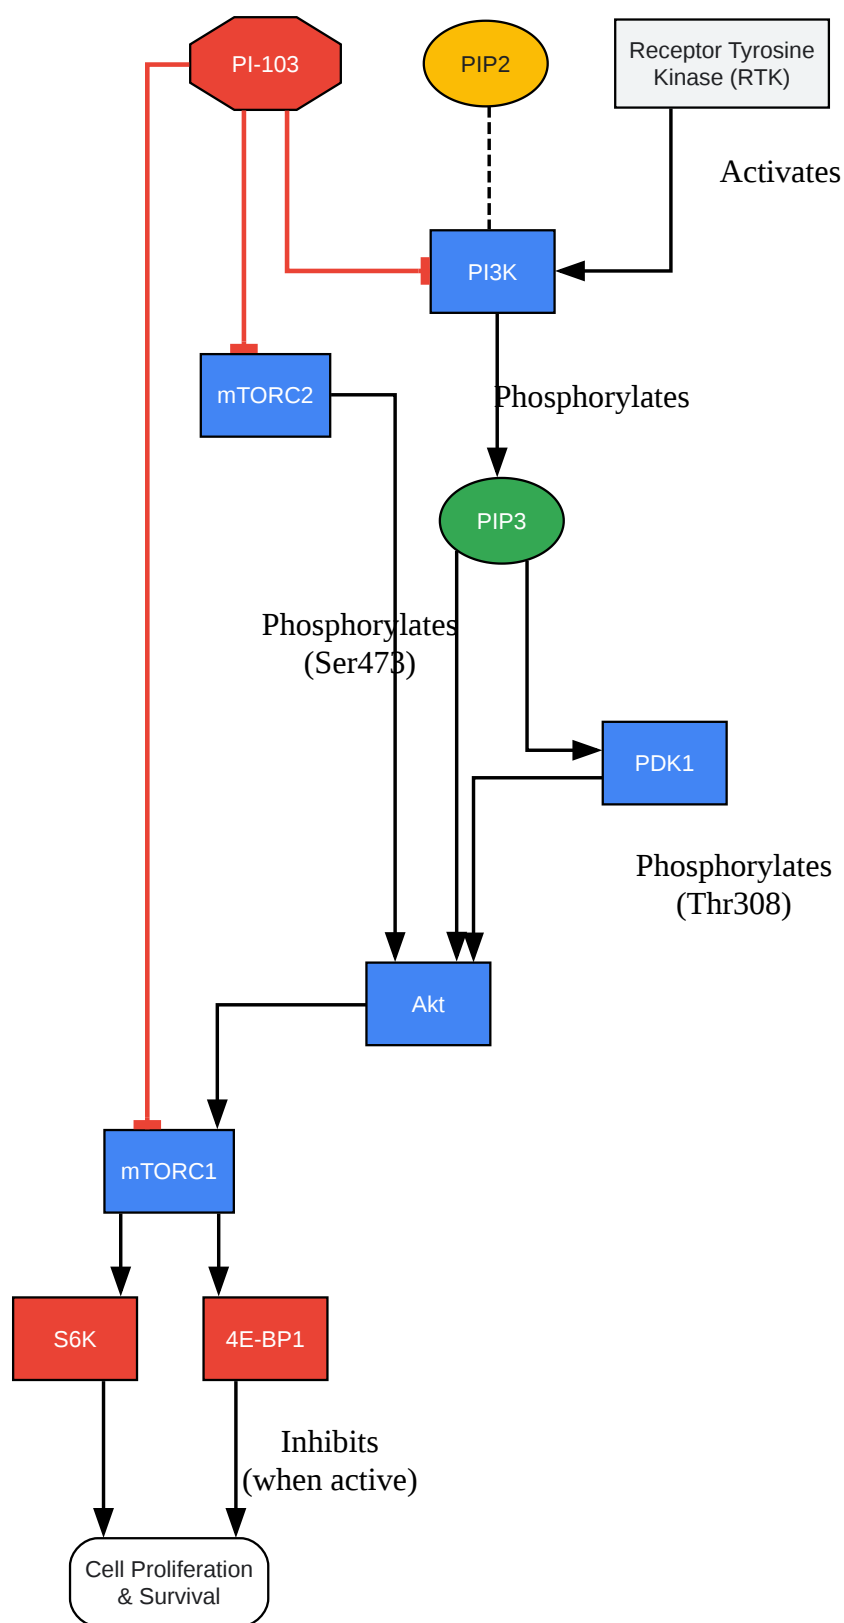 PI-103
PIP2
Receptor Tyrosine
Kinase (RTK)
Activates
PI3K
mTORC2
Phosphorylates
PIP3
Phosphorylates
(Ser473)
PDK1
Phosphorylates
(Thr308)
Akt
mTORC1
S6K
4E-BP1
Inhibits
(when active)
Cell Proliferation
& Survival